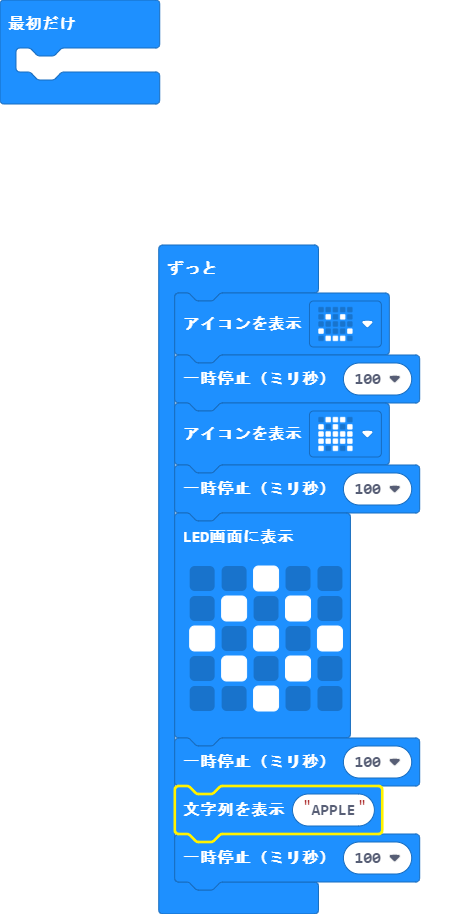 最初だけ
ずっと
アイコンを表示
一時停止（ミリ秒） 100
アイコンを表示
一時停止（ミリ秒） 100
LED画面に表示
一時停止（ミリ秒） 100
文字列を表示 "APPLE"
一時停止（ミリ秒） 100